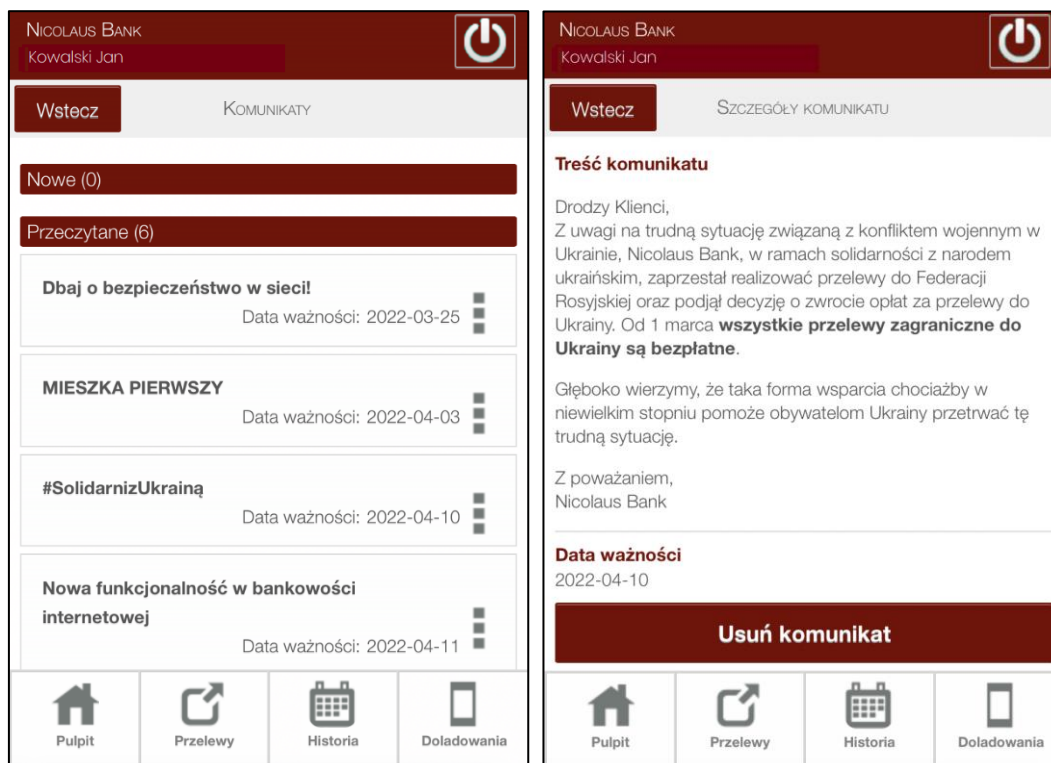 Nicolaus Bank
Kowalski Jan
Wstecz
Komunikaty
Nowe (0)
Przeczytane (6)
Dbaj o bezpieczeństwo w sieci!
Data ważności: 2022-03-25
MIESZKA PIERWSZY
Data ważności: 2022-04-03
#SolidarnizUkrainą
Data ważności: 2022-04-10
Nowa funkcjonalność w bankowości
internetowej
Data ważności: 2022-04-11
Pulpit
Przelewy
Historia
Doladowania
Nicolaus Bank
Kowalski Jan
Wstecz
Szczegóły komunikatu
Treść komunikatu
Drodzy Klienci,
Z uwagi na trudną sytuację związaną z konfliktem wojennym w
Ukrainie, Nicolaus Bank, w ramach solidarności z narodem
ukraińskim, zaprzestał realizować przelewy do Federacji
Rosyjskiej oraz podjął decyzję o zwrocie opłat za przelewy do
Ukrainy. Od 1 marca wszystkie przelewy zagraniczne do
Ukrainy są bezpłatne.
Głęboko wierzymy, że taka forma wsparcia chociażby w
niewielkim stopniu pomoże obywatelom Ukrainy przetrwać tę
trudną sytuację.
Z poważaniem,
Nicolaus Bank
Data ważności
2022-04-10
Usuń komunikat
Pulpit
Przelewy
Historia
Doladowania